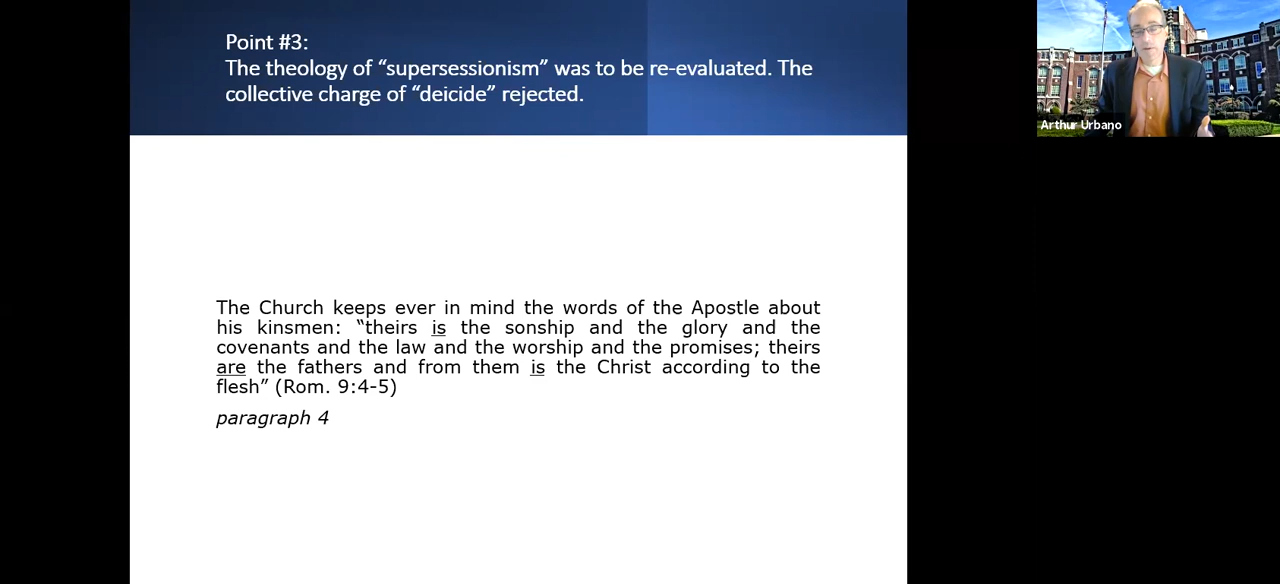 Point #3:
The theology of “supersessionism” was to be re-evaluated. The
collective charge of “deicide” rejected.
Arthur Urbano
The Church keeps ever in mind the words of the Apostle about
his kinsmen: “theirs is the sonship and the glory and the
covenants and the law and the worship and the promises; theirs
are the fathers and from them is the Christ according to the
flesh” (Rom. 9:4-5)
paragraph 4